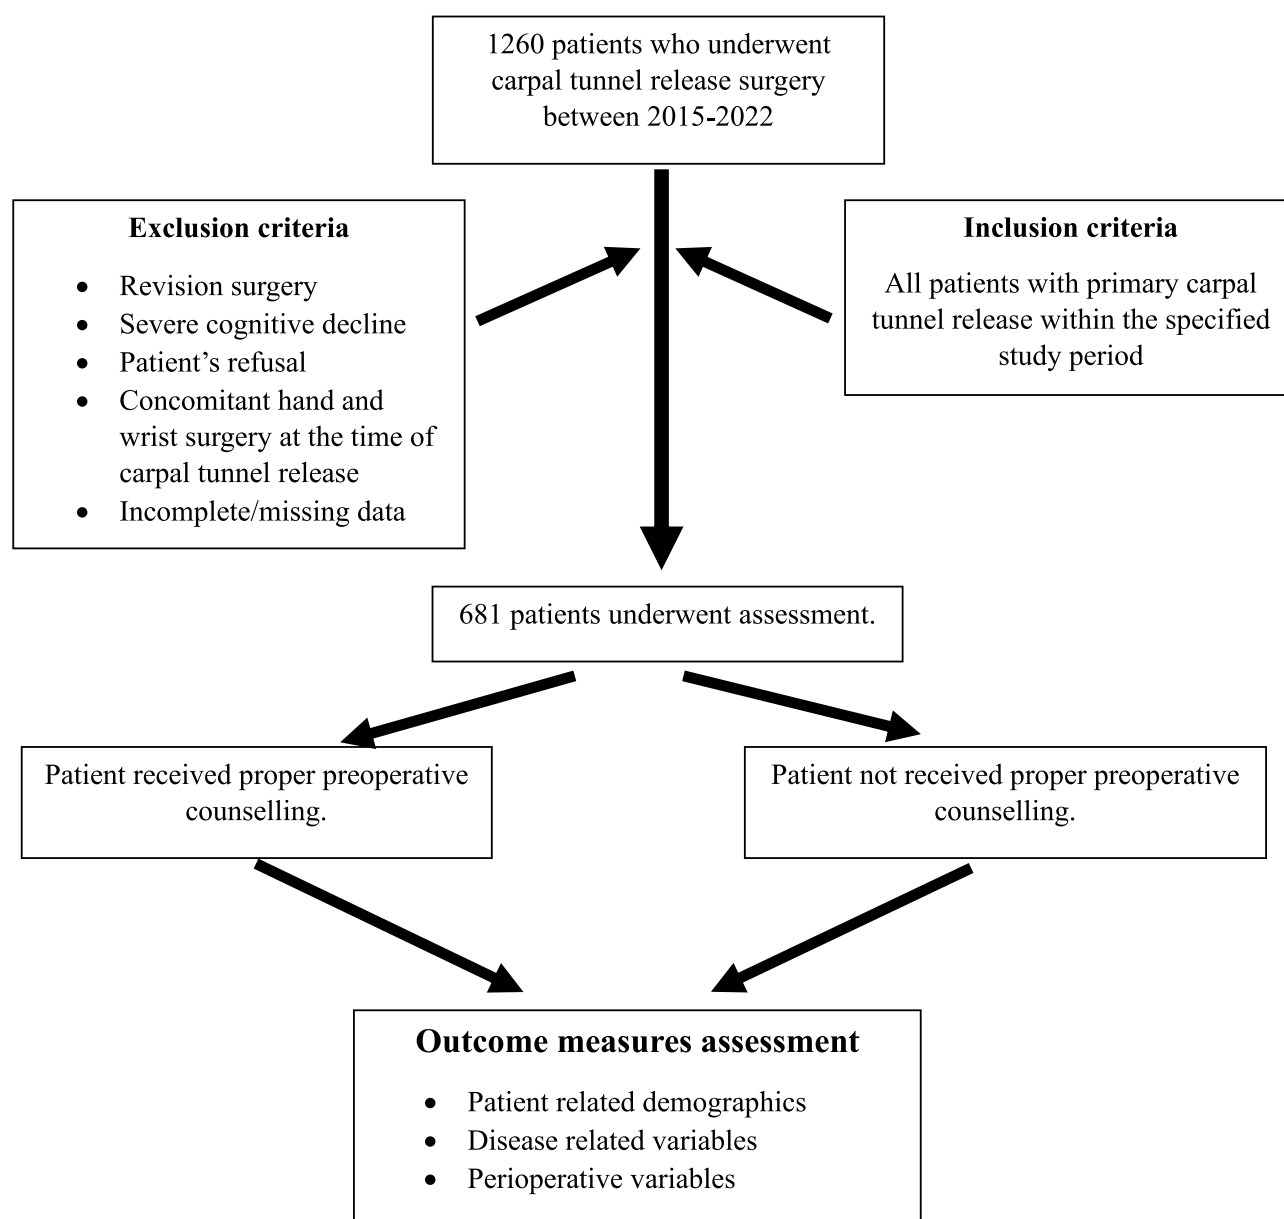 1260 patients who underwent
carpal tunnel release surgery
between 2015-2022
Exclusion criteria
• Revision surgery
• Severe cognitive decline
• Patient’s refusal
• Concomitant hand and
wrist surgery at the time of
carpal tunnel release
• Incomplete/missing data
Inclusion criteria
All patients with primary carpal
tunnel release within the specified
study period
681 patients underwent assessment.
Patient received proper preoperative
counselling.
Patient not received proper preoperative
counselling.
Outcome measures assessment
• Patient related demographics
• Disease related variables
• Perioperative variables